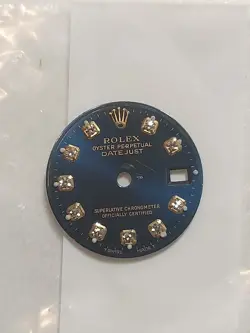 ROLEX
OYSTER PERPETUAL
DATEJUST
SUPERLATIVE CHRONOMETER
OFFICIALLY CERTIFIED